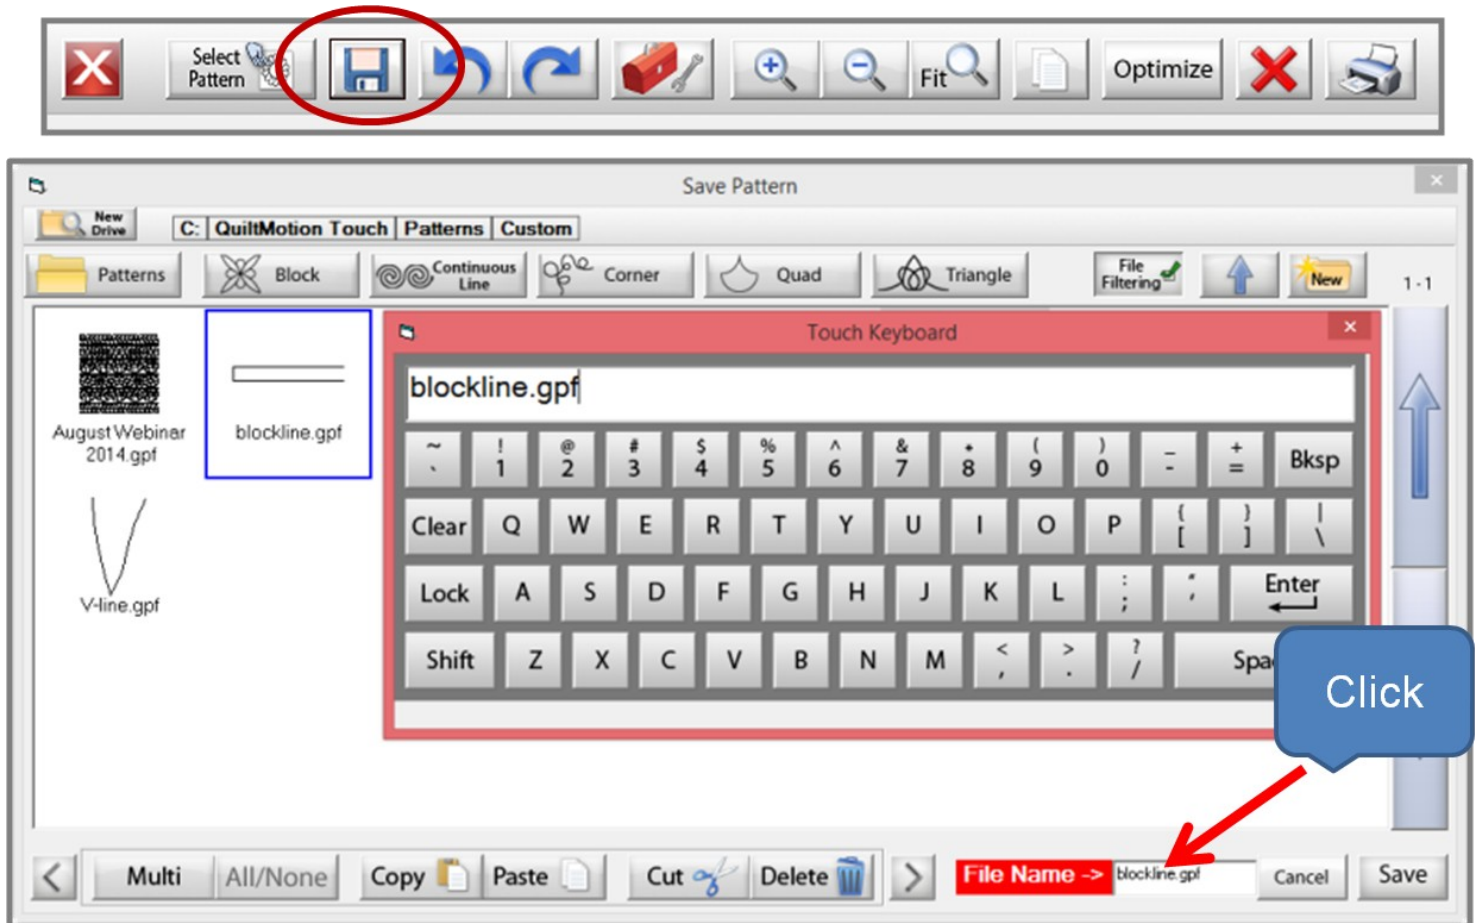 Select
Pattern
Fit
Optimize
Save Pattern
New
Drive
C: QuiltMotion Touch Patterns Custom
Patterns
Block
Continuous
Line
Corner
Quad
Triangle
File
Filtering
New
1 - 1
August Webinar
2014.gpf
blockline.gpf
V-line.gpf
Touch Keyboard
blockline.gpf
~ ! @ # $ % ^ & * ( ) _ +
` 1 2 3 4 5 6 7 8 9 0 - = Bksp
Clear Q W E R T Y U I O P { [ } ] | \
Lock A S D F G H J K L : ; " ' Enter
Shift Z X C V B N M < , > . ? /
Click
Multi
All/None
Copy
Paste
Cut
Delete
File Name -> blockline.gpf
Cancel
Save